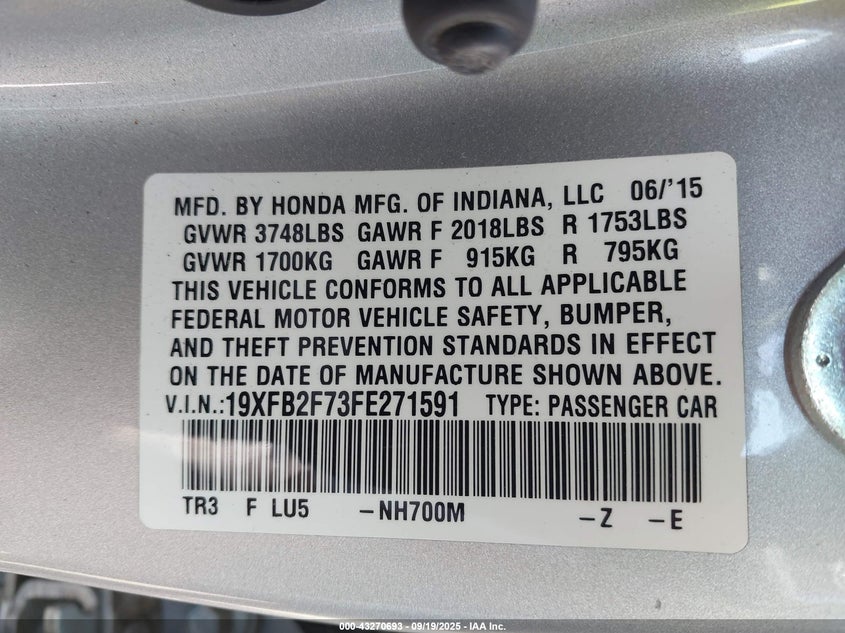 MFD. BY HONDA MFG. OF INDIANA, LLC 06/'15
GVWR 3748LBS GAWR F 2018LBS R 1753LBS
GVWR 1700KG GAWR F 915KG R 795KG
THIS VEHICLE CONFORMS TO ALL APPLICABLE
FEDERAL MOTOR VEHICLE SAFETY, BUMPER,
AND THEFT PREVENTION STANDARDS IN EFFECT
ON THE DATE OF MANUFACTURE SHOWN ABOVE.
V.I.N.:19XFB2F73FE271591 TYPE: PASSENGER CAR
TR3 F LU5 -NH700M -Z -E
000-43270693 - 09/19/2025 - IAA Inc.